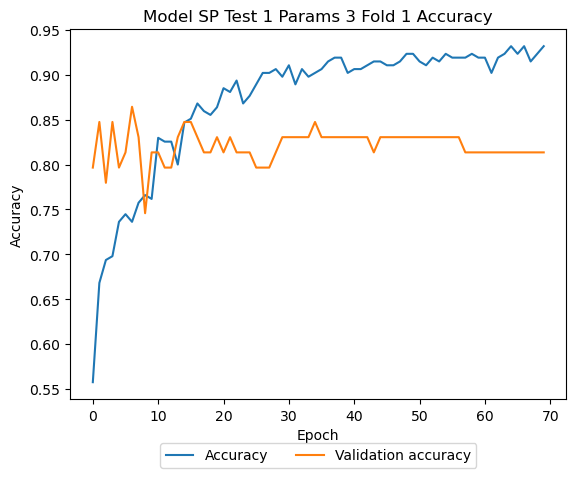 Model SP Test 1 Params 3 Fold 1 Accuracy
0.95
0.90
0.85
0.80
0.75
0.70
0.65
0.60
0.55
Accuracy
0 10 20 30 40 50 60 70
Epoch
Accuracy Validation accuracy